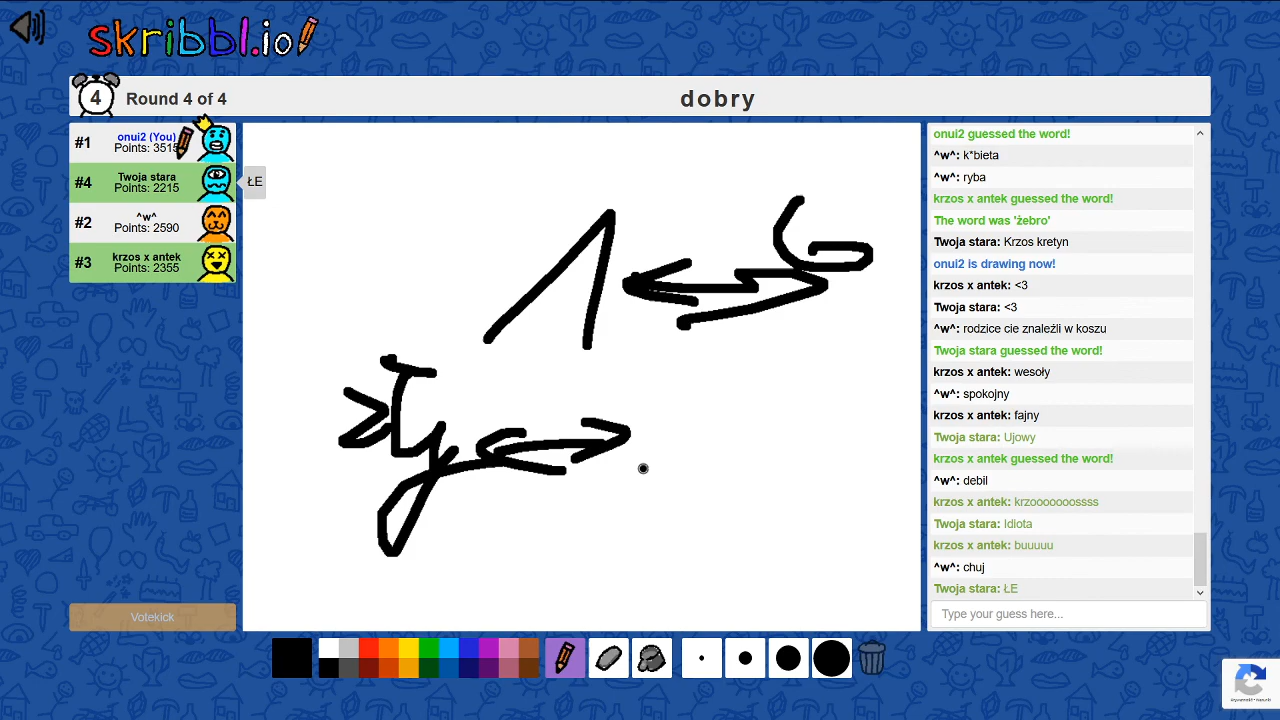 skribbl.io
4
Round 4 of 4
dobry
#1
onui2 (You)
Points: 3515
#4
Twoja stara
Points: 2215
ŁE
#2
^w^
Points: 2590
#3
krzos x antek
Points: 2355
Votekick
1
Ty
onui2 guessed the word!
^w^: k*bieta
^w^: ryba
krzos x antek guessed the word!
The word was 'żebro'
Twoja stara: Krzos kretyn
onui2 is drawing now!
krzos x antek: <3
Twoja stara: <3
^w^: rodzice cie znaleźli w koszu
Twoja stara guessed the word!
krzos x antek: wesoły
^w^: spokojny
krzos x antek: fajny
Twoja stara: Ujowy
krzos x antek guessed the word!
^w^: debil
krzos x antek: krzooooooossss
Twoja stara: Idiota
krzos x antek: buuuuu
^w^: chuj
Twoja stara: ŁE
Type your guess here...